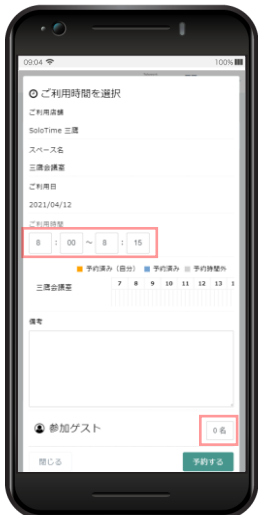 09:04 100%
ご利用時間を選択
ご利用店舗
SoloTime 三鷹
スペース名
三鷹会議室
ご利用日
2021/04/12
ご利用時間
8 : 00 ~ 8 : 15
予約済み（自分） 予約済み 予約時間外
三鷹会議室 7 8 9 10 11 12 13 1
備考
参加ゲスト 0 名
閉じる 予約する